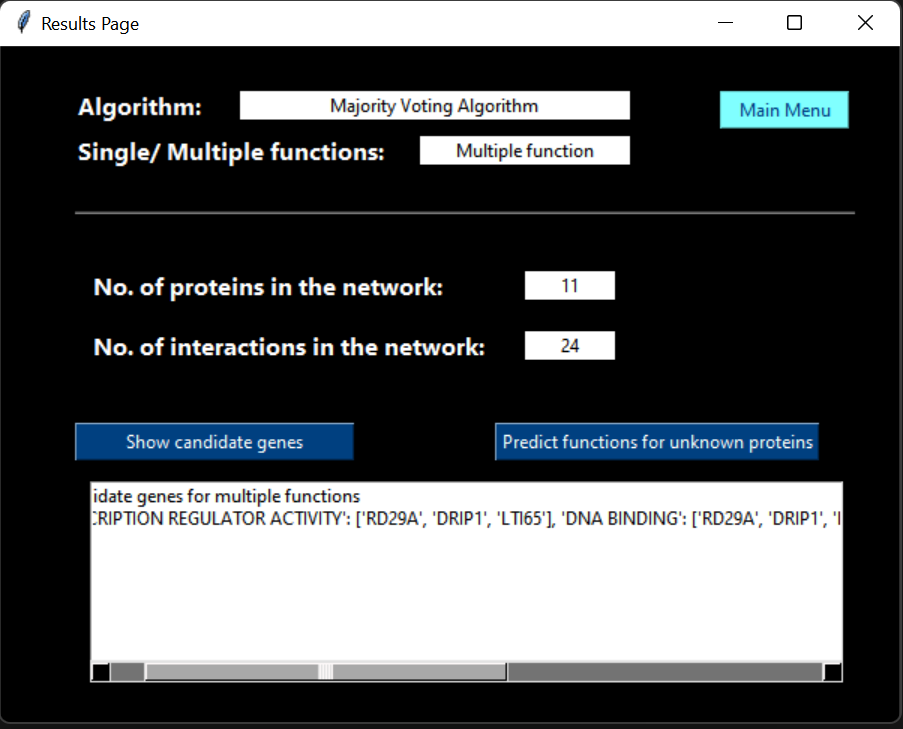 Results Page
Algorithm: Majority Voting Algorithm
Main Menu
Single/ Multiple functions: Multiple function
No. of proteins in the network: 11
No. of interactions in the network: 24
Show candidate genes
Predict functions for unknown proteins
idate genes for multiple functions
CRIPTION REGULATOR ACTIVITY': ['RD29A', 'DRIP1', 'LTI65'], 'DNA BINDING': ['RD29A', 'DRIP1', '